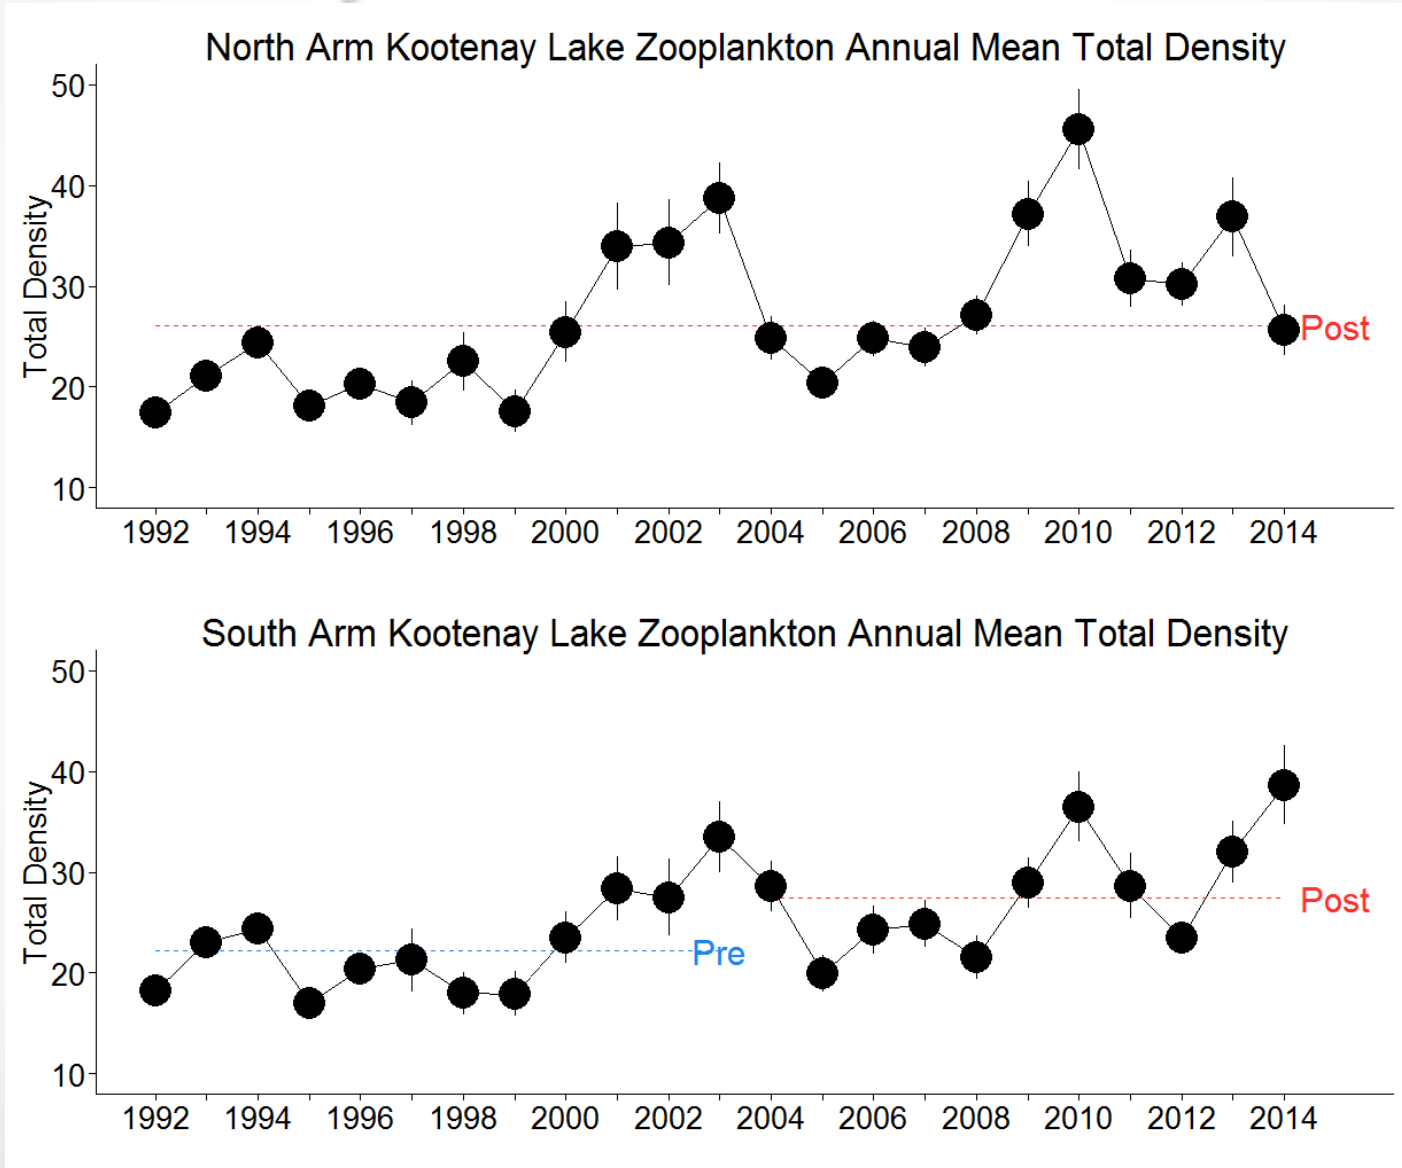 North Arm Kootenay Lake Zooplankton Annual Mean Total Density
Total Density
50
40
30
20
10
Post
1992 1994 1996 1998 2000 2002 2004 2006 2008 2010 2012 2014
South Arm Kootenay Lake Zooplankton Annual Mean Total Density
Total Density
50
40
30
20
10
Pre
Post
1992 1994 1996 1998 2000 2002 2004 2006 2008 2010 2012 2014